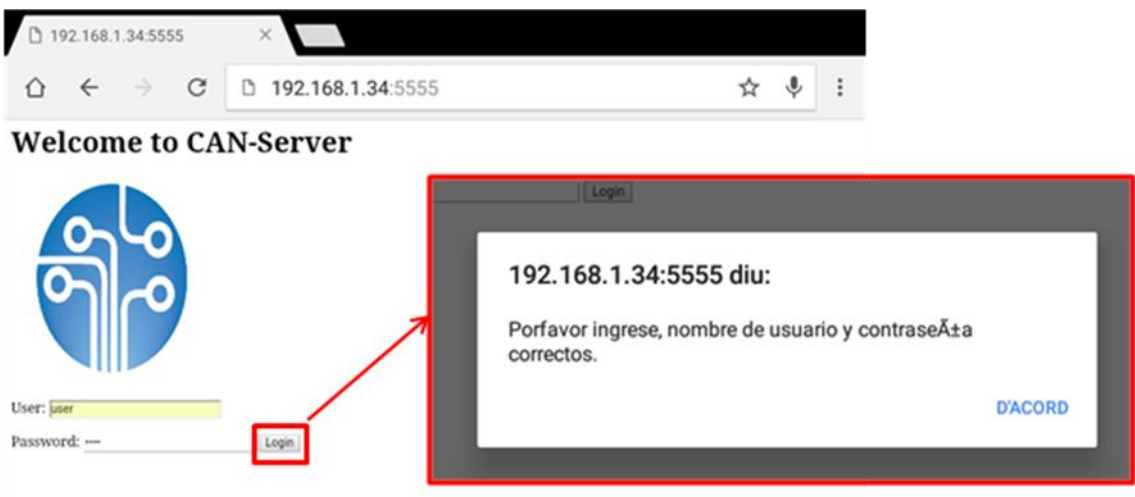 192.168.1.34:5555
192.168.1.34:5555
Welcome to CAN-Server
User: user
Password: ----
Login
Login
192.168.1.34:5555 diu:
Porfavor ingrese, nombre de usuario y contraseÃ±a
correctos.
D'ACORD